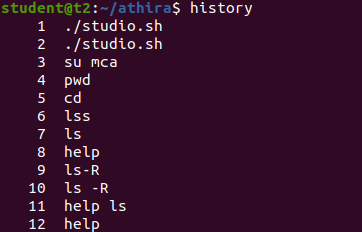 student@t2:~/athira$ history
1 ./studio.sh
2 ./studio.sh
3 su mca
4 pwd
5 cd
6 lss
7 ls
8 help
9 ls-R
10 ls -R
11 help ls
12 help